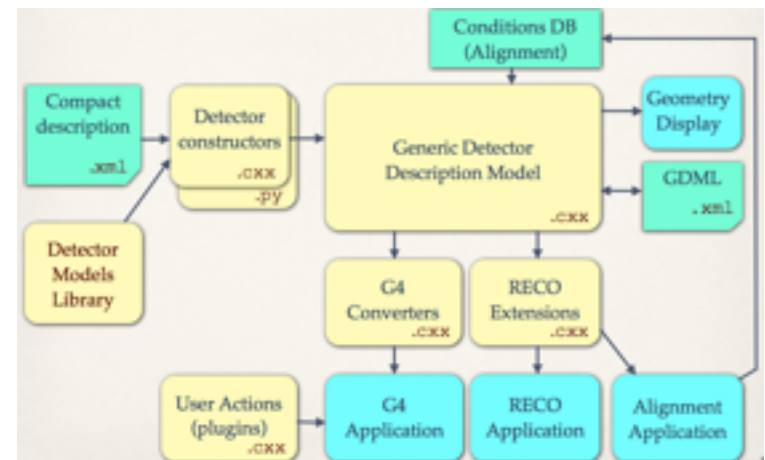 Conditions DB
(Alignment)
Compact
description
.xml
Detector
constructors
.cxx
.py
Generic Detector
Description Model
.cxx
Geometry
Display
GDML
.xml
Detector
Models
Library
G4
Converters
.cxx
RECO
Extensions
.cxx
User Actions
(plugins)
.cxx
G4
Application
RECO
Application
Alignment
Application